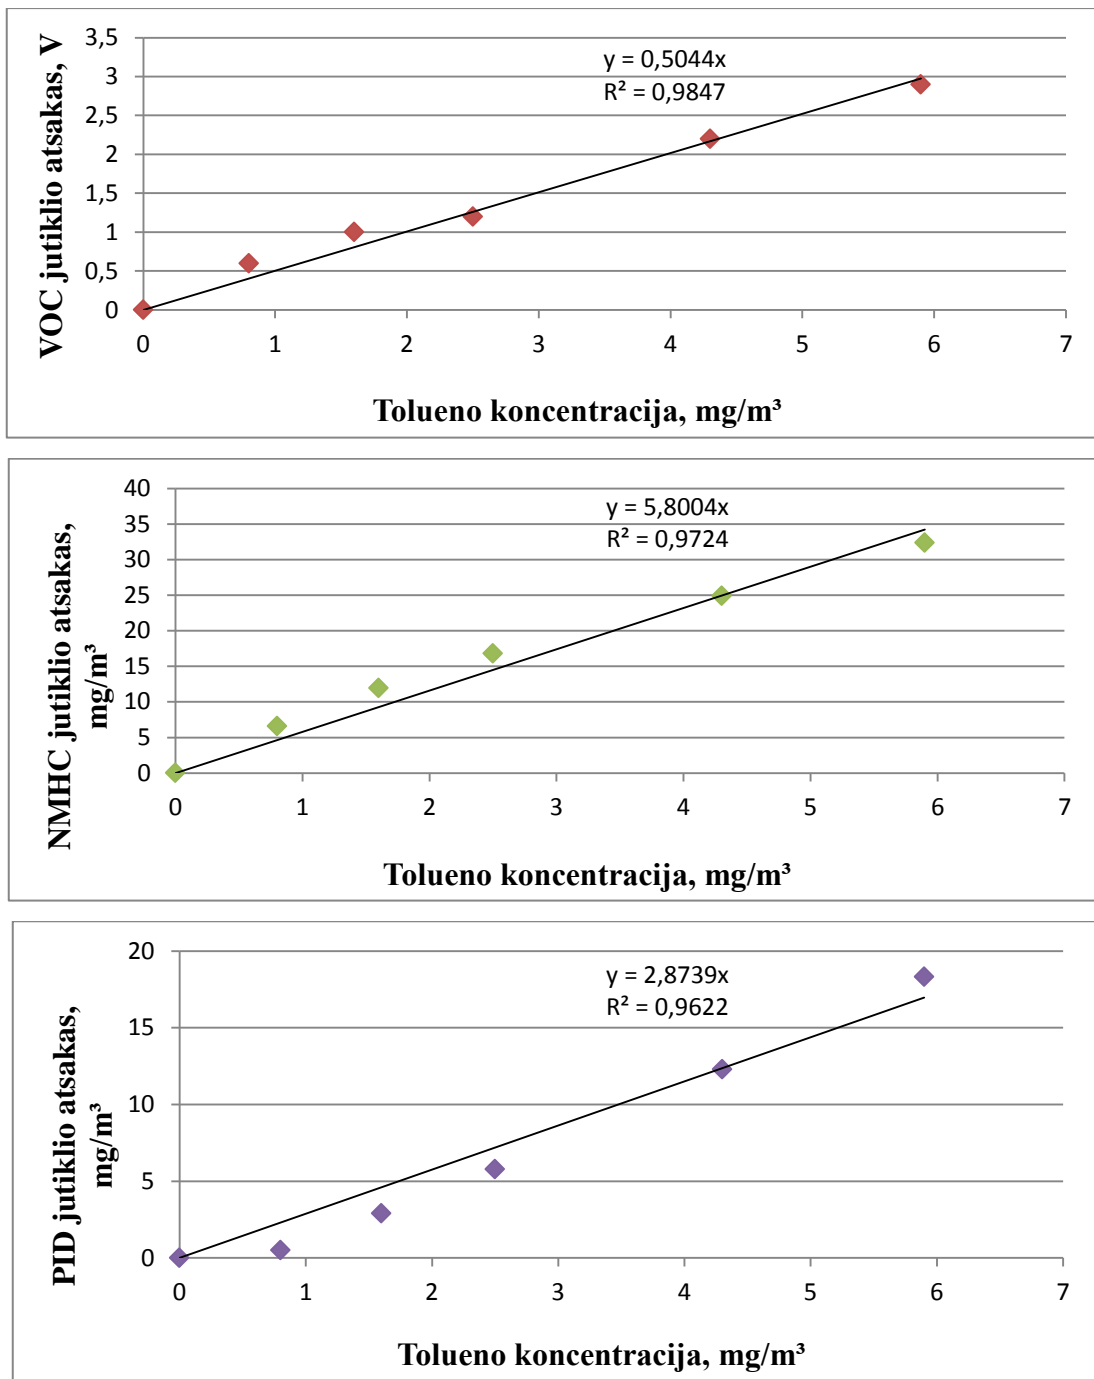 VOC jutiklio atsakas, V
3,5
3
2,5
2
1,5
1
0,5
0
y = 0,5044x
R² = 0,9847
0 1 2 3 4 5 6 7
Tolueno koncentracija, mg/m³
NMHC jutiklio atsakas,
mg/m³
40
35
30
25
20
15
10
5
0
y = 5,8004x
R² = 0,9724
0 1 2 3 4 5 6 7
Tolueno koncentracija, mg/m³
PID jutiklio atsakas,
mg/m³
20
15
10
5
0
y = 2,8739x
R² = 0,9622
0 1 2 3 4 5 6 7
Tolueno koncentracija, mg/m³